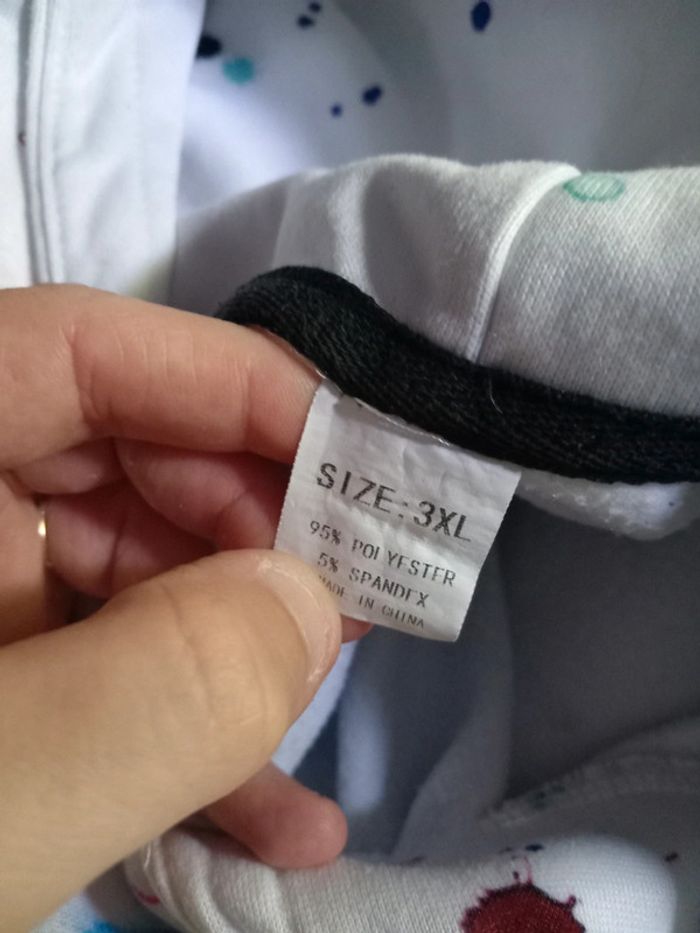 SIZE:3XL
95% POLYESTER
5% SPANDEX
MADE IN CHINA